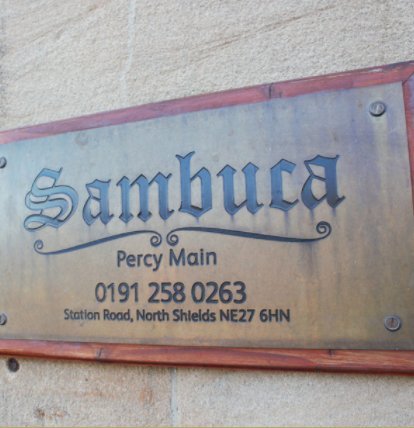 Sambuca
Percy Main
0191 258 0263
Station Road, North Shields NE27 6HN